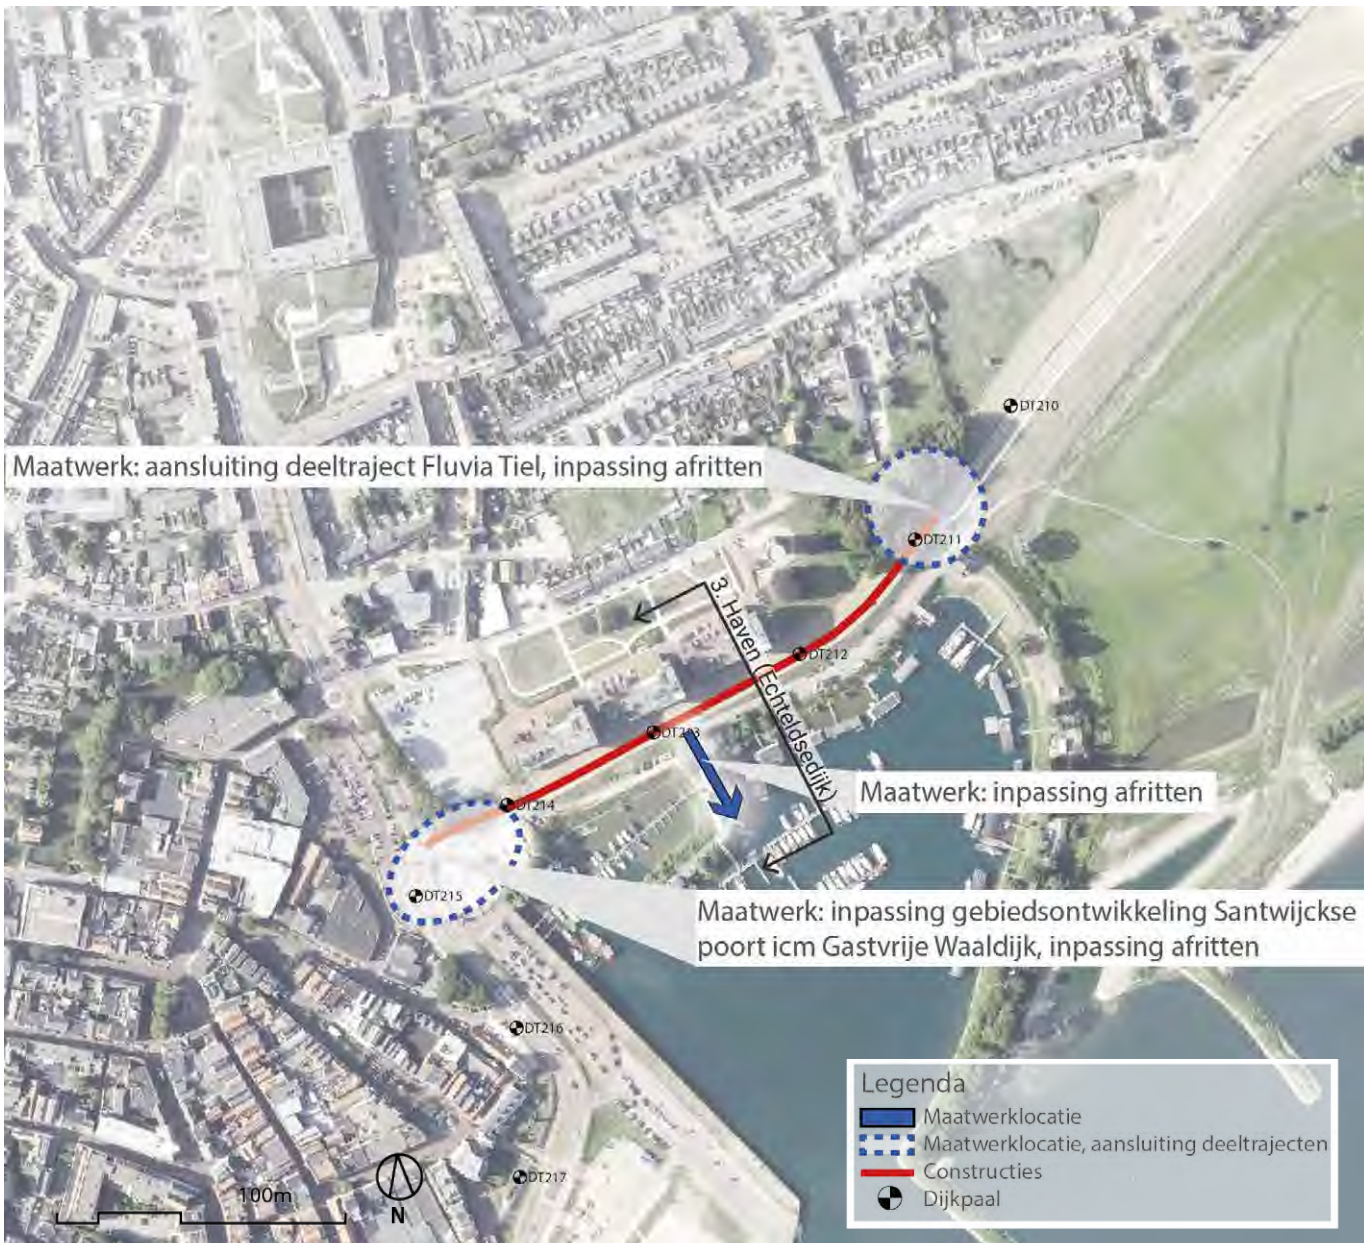 DT210
Maatwerk: aansluiting deeltraject Fluvia Tiel, inpassing afritten
DT211
3. Haven (Echteldsedijk)
DT212
DT213
Maatwerk: inpassing afritten
DT214
DT215
Maatwerk: inpassing gebiedsontwikkeling Santwijckse
poort icm Gastvrije Waaldijk, inpassing afritten
DT216
DT217
100m
N
Legenda
Maatwerklocatie
Maatwerklocatie, aansluiting deeltrajecten
Constructies
Dijkpaal